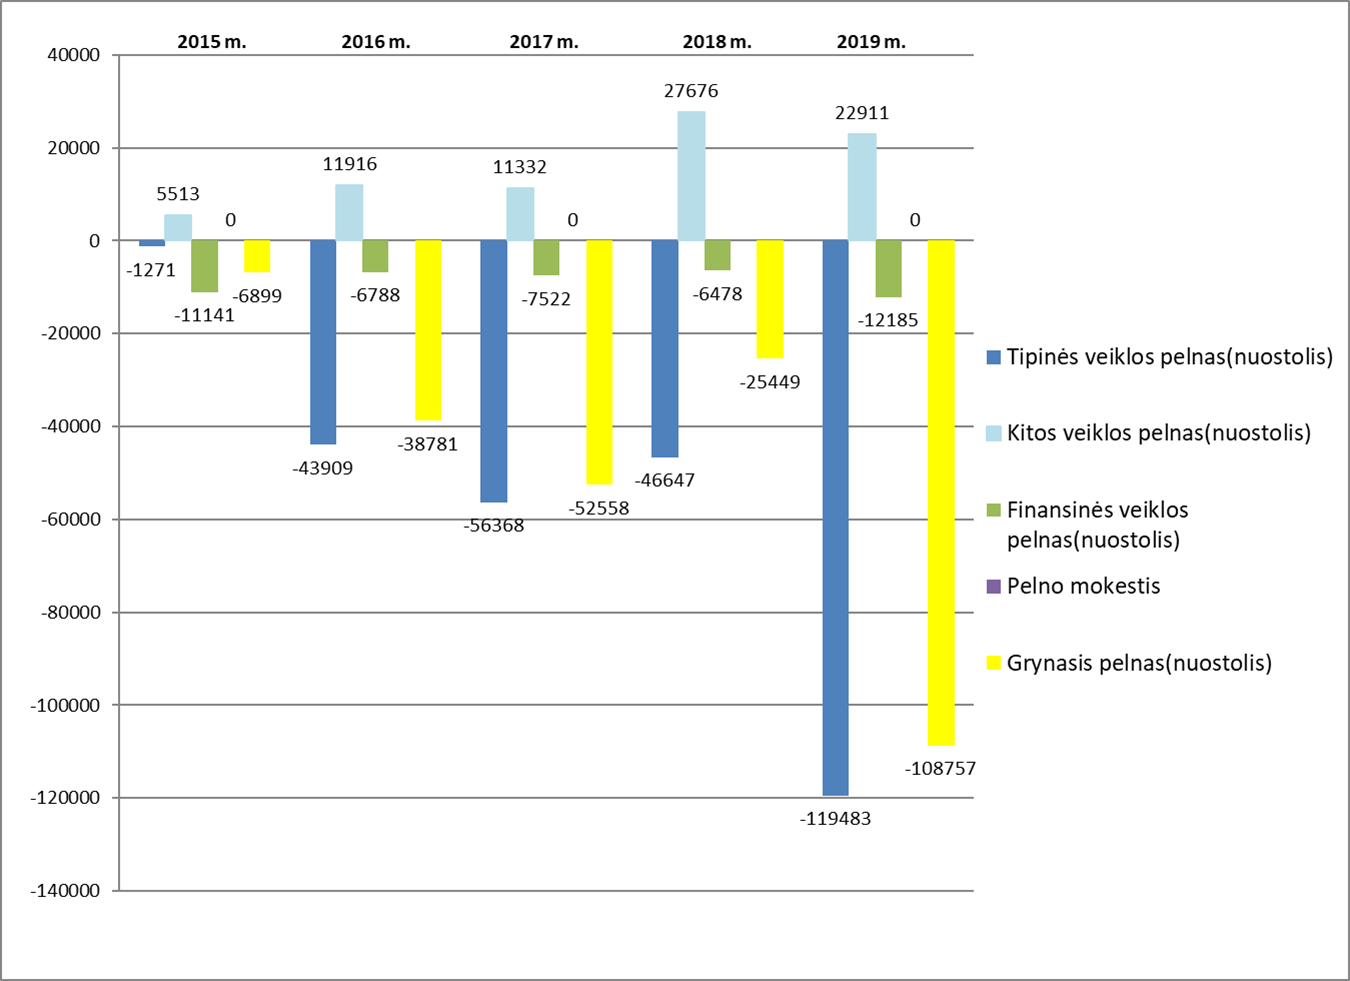 2015 m. 2016 m. 2017 m. 2018 m. 2019 m.
40000
27676
22911
20000
11916
11332
5513
0 0 0
0
-1271
-6899 -6788 -7522 -6478
-11141 -12185
-20000
-25449
-40000
-38781
-43909
-46647
-52558
-56368
-60000
-80000
-100000
-108757
-120000
-119483
-140000
Tipinės veiklos pelnas(nuostolis)
Kitos veiklos pelnas(nuostolis)
Finansinės veiklos
pelnas(nuostolis)
Pelno mokestis
Grynasis pelnas(nuostolis)